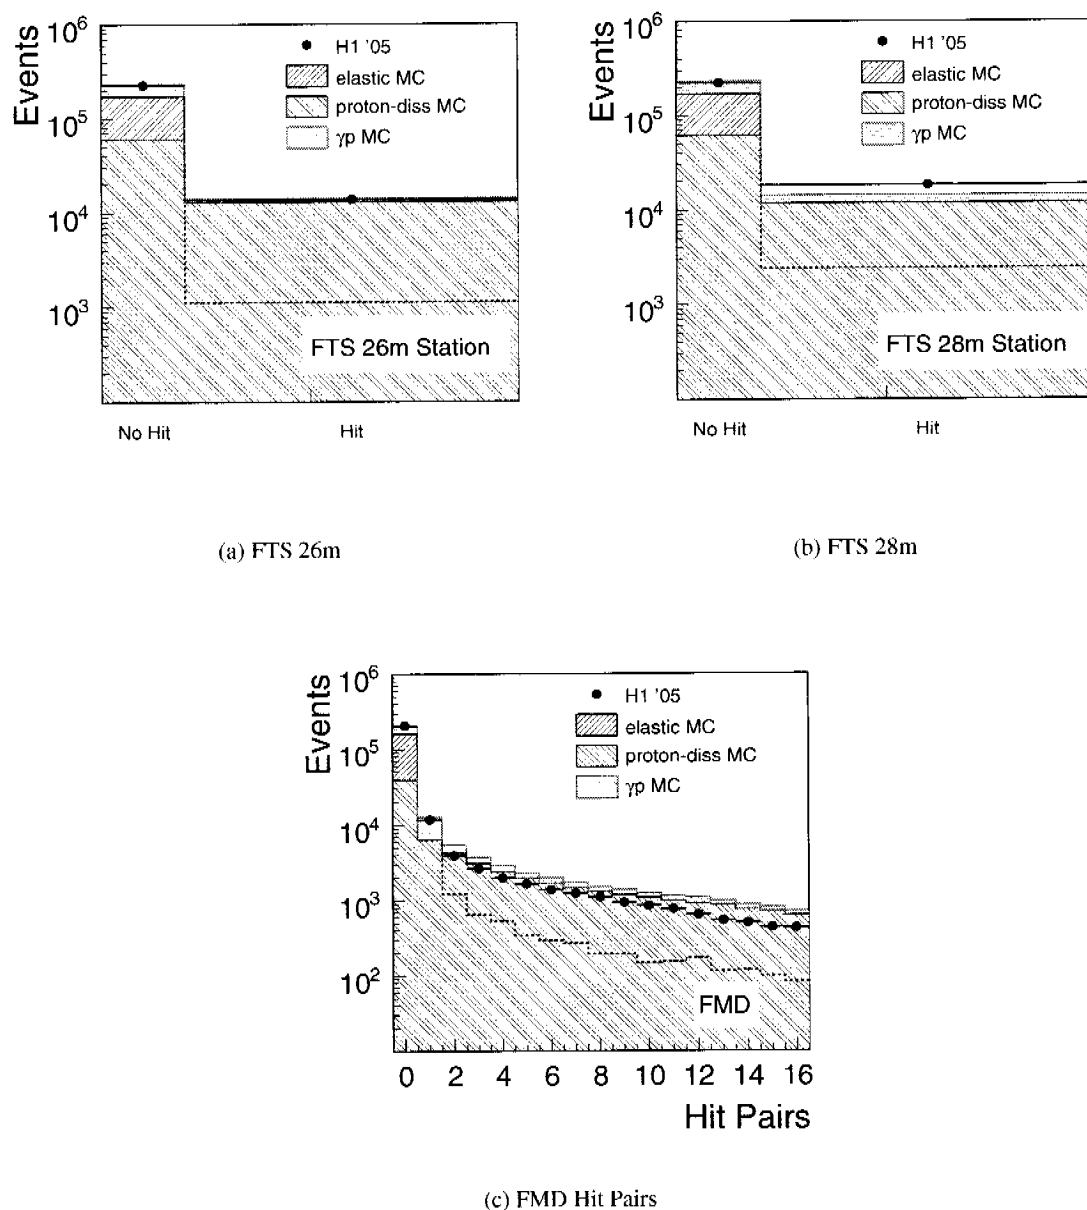 Events
10^6
10^5
10^4
10^3
H1 '05
elastic MC
proton-diss MC
γp MC
FTS 26m Station
No Hit
Hit
(a) FTS 26m
Events
10^6
10^5
10^4
10^3
H1 '05
elastic MC
proton-diss MC
γp MC
FTS 28m Station
No Hit
Hit
(b) FTS 28m
Events
10^6
10^5
10^4
10^3
10^2
H1 '05
elastic MC
proton-diss MC
γp MC
FMD
0 2 4 6 8 10 12 14 16
Hit Pairs
(c) FMD Hit Pairs